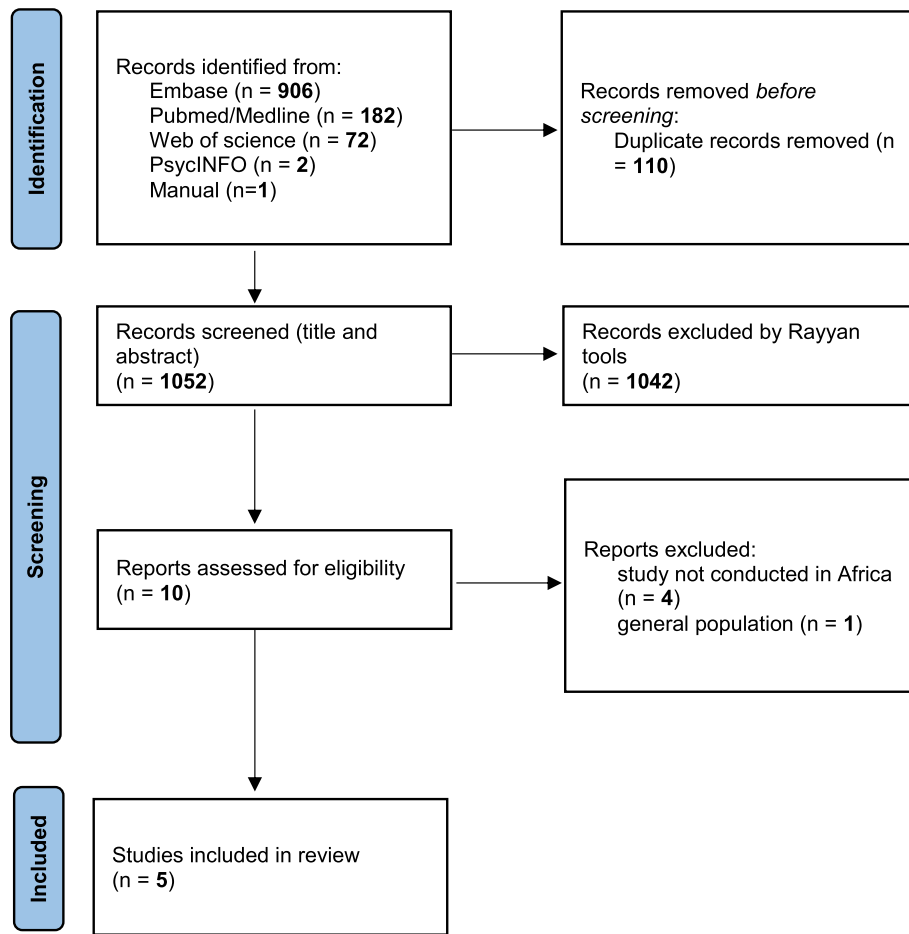 Identification
Records identified from:
Embase (n = 906)
Pubmed/Medline (n = 182)
Web of science (n = 72)
PsycINFO (n = 2)
Manual (n=1)
Records removed before
screening:
Duplicate records removed (n
= 110)
Screening
Records screened (title and
abstract)
(n = 1052)
Records excluded by Rayyan
tools
(n = 1042)
Reports assessed for eligibility
(n = 10)
Reports excluded:
study not conducted in Africa
(n = 4)
general population (n = 1)
Included
Studies included in review
(n = 5)